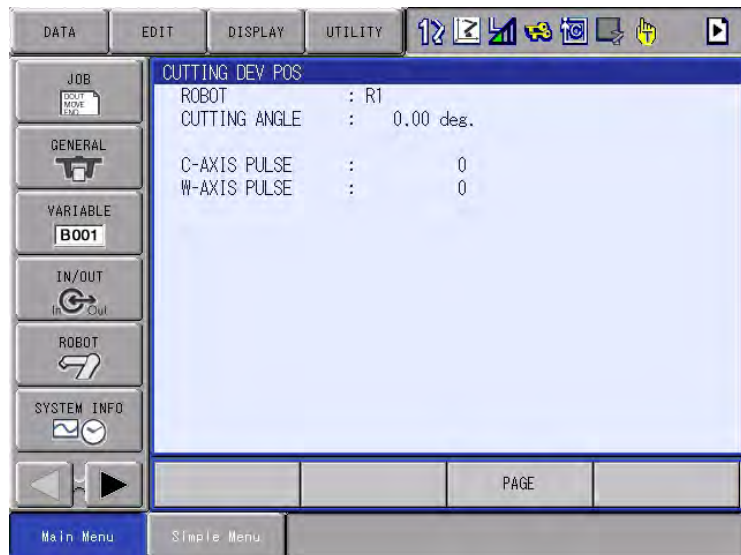 DATA EDIT DISPLAY UTILITY 12
CUTTING DEV POS
ROBOT : R1
CUTTING ANGLE : 0.00 deg.
C-AXIS PULSE : 0
W-AXIS PULSE : 0
JOB
DOUT
MOVE
END
GENERAL
VARIABLE
B001
IN/OUT
In Out
ROBOT
SYSTEM INFO
PAGE
Main Menu Simple Menu